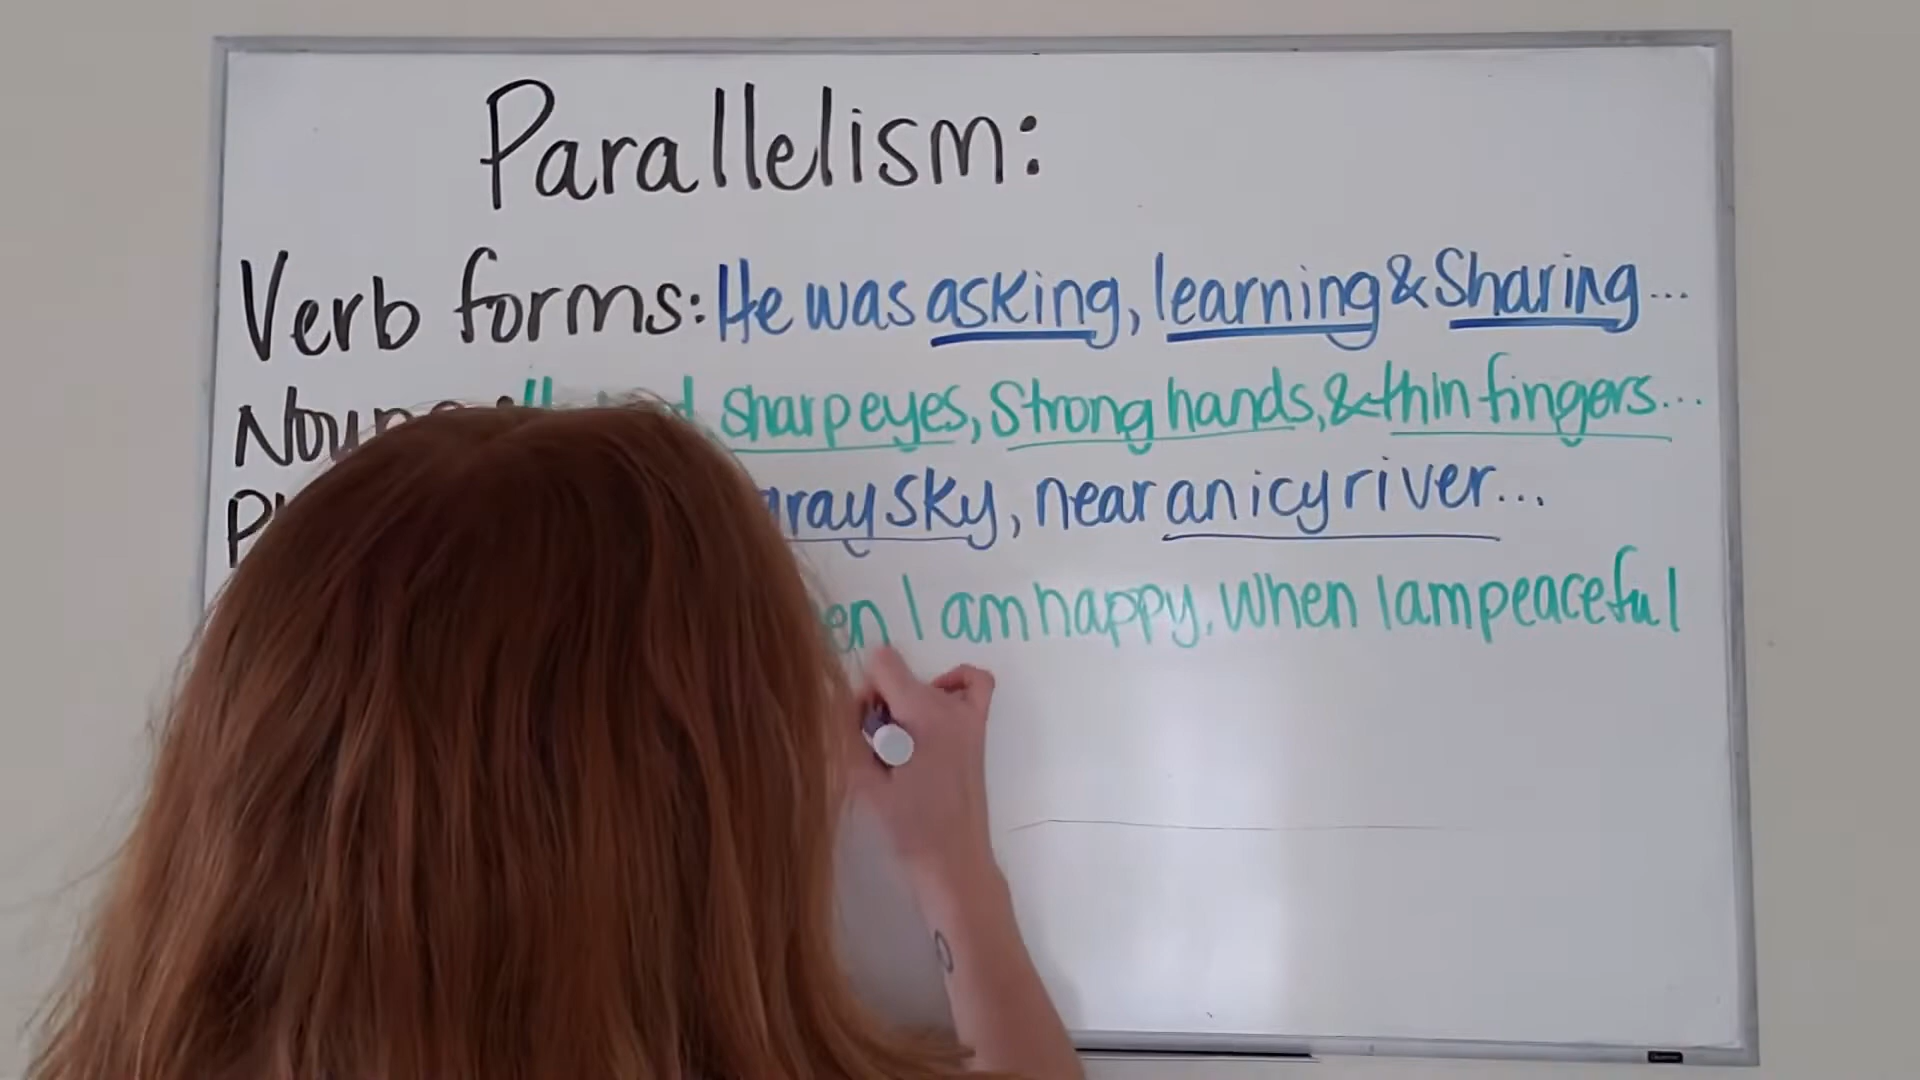 Parallelism:
Verb forms: He was asking, learning & Sharing...
sharp eyes, Strong hands, & thin fingers...
gray sky, near an icy river...
I am happy, when I am peaceful